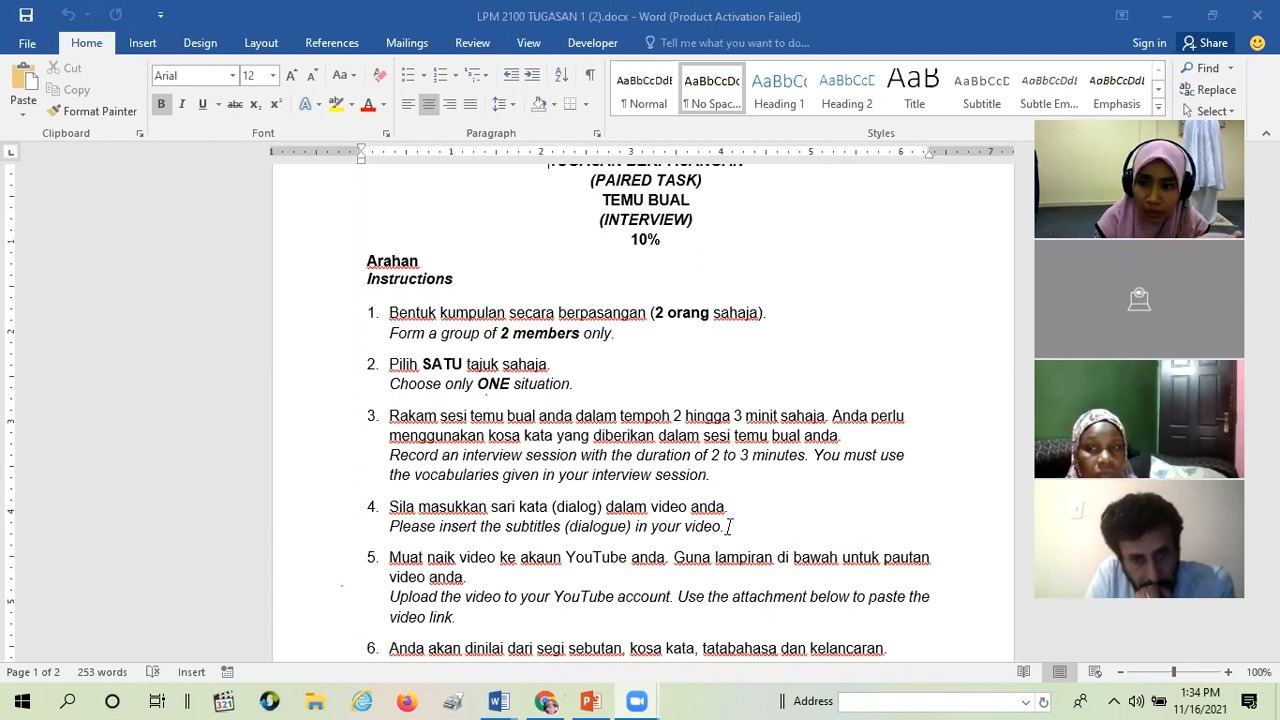 LPM 2100 TUGASAN 1 (2).docx - Word (Product Activation Failed)
File Home Insert Design Layout References Mailings Review View Developer Tell me what you want to do... Sign in Share
Cut
Copy
Format Painter
Paste
Arial 12
AaBbCcDdE
¶ Normal
AaBbCcDc
¶ No Spac...
AaBbCc
Heading 1
AaBbCcD
Heading 2
AaB
Title
AaBbCcD
Subtitle
AaBbCcDd
Subtle Em...
AaBbCcDd
Emphasis
Find
Replace
Select
Clipboard Font Paragraph Styles
TUGASAN BERPASANGAN
(PAIRED TASK)
TEMU BUAL
(INTERVIEW)
10%
Arahan
Instructions
1. Bentuk kumpulan secara berpasangan (2 orang sahaja).
Form a group of 2 members only.
2. Pilih SATU tajuk sahaja.
Choose only ONE situation.
3. Rakam sesi temu bual anda dalam tempoh 2 hingga 3 minit sahaja. Anda perlu
menggunakan kosa kata yang diberikan dalam sesi temu bual anda.
Record an interview session with the duration of 2 to 3 minutes. You must use
the vocabularies given in your interview session.
4. Sila masukkan sari kata (dialog) dalam video anda.
Please insert the subtitles (dialogue) in your video.
5. Muat naik video ke akaun YouTube anda. Guna lampiran di bawah untuk pautan
video anda.
Upload the video to your YouTube account. Use the attachment below to paste the
video link.
6. Anda akan dinilai dari segi sebutan, kosa kata, tatabahasa dan kelancaran.
Page 1 of 2 253 words Insert 100%
Address
1:34 PM
11/16/2021